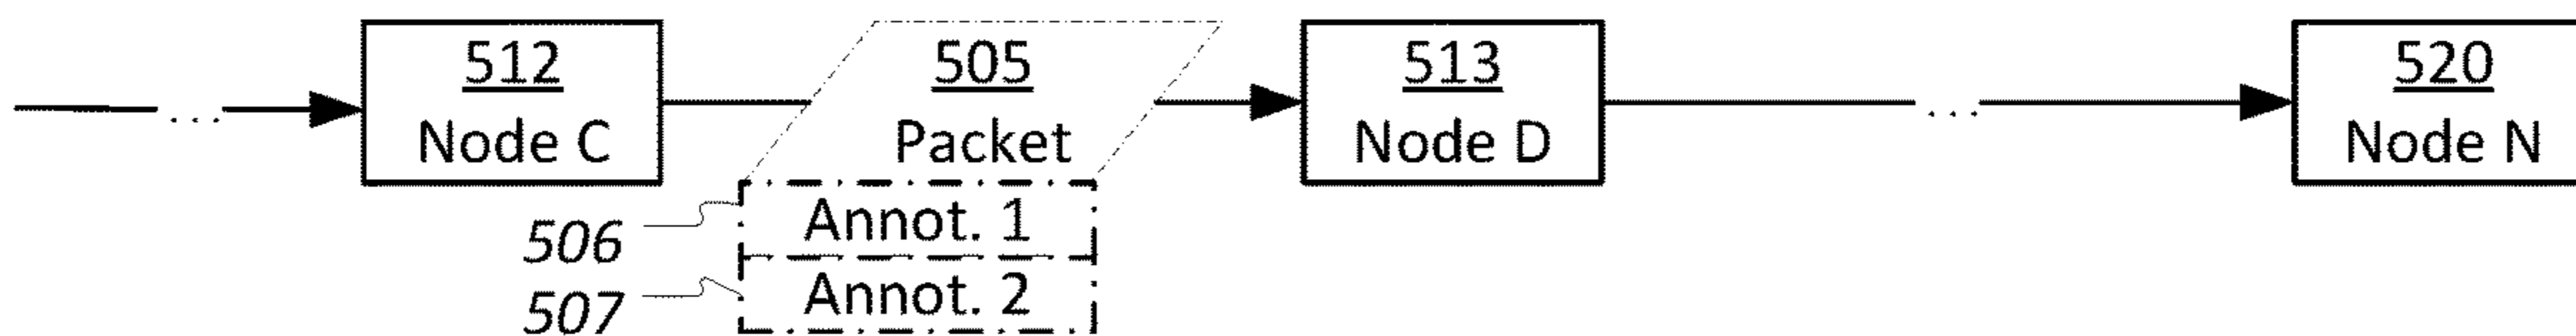 512
Node C
505
Packet
513
Node D
520
Node N
...
...
506
Annot. 1
507
Annot. 2